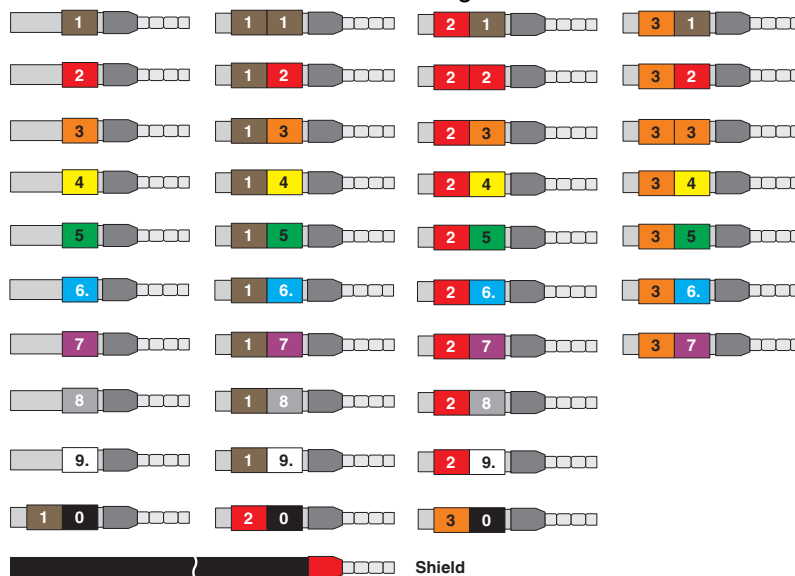 1 1 1 2 1 3 1
2 1 2 2 2 3 2
3 1 3 2 3 3 3
4 1 4 2 4 3 4
5 1 5 2 5 3 5
6. 1 6. 2 6. 3 6.
7 1 7 2 7 3 7
8 1 8 2 8
9. 1 9. 2 9.
1 0 2 0 3 0
Shield